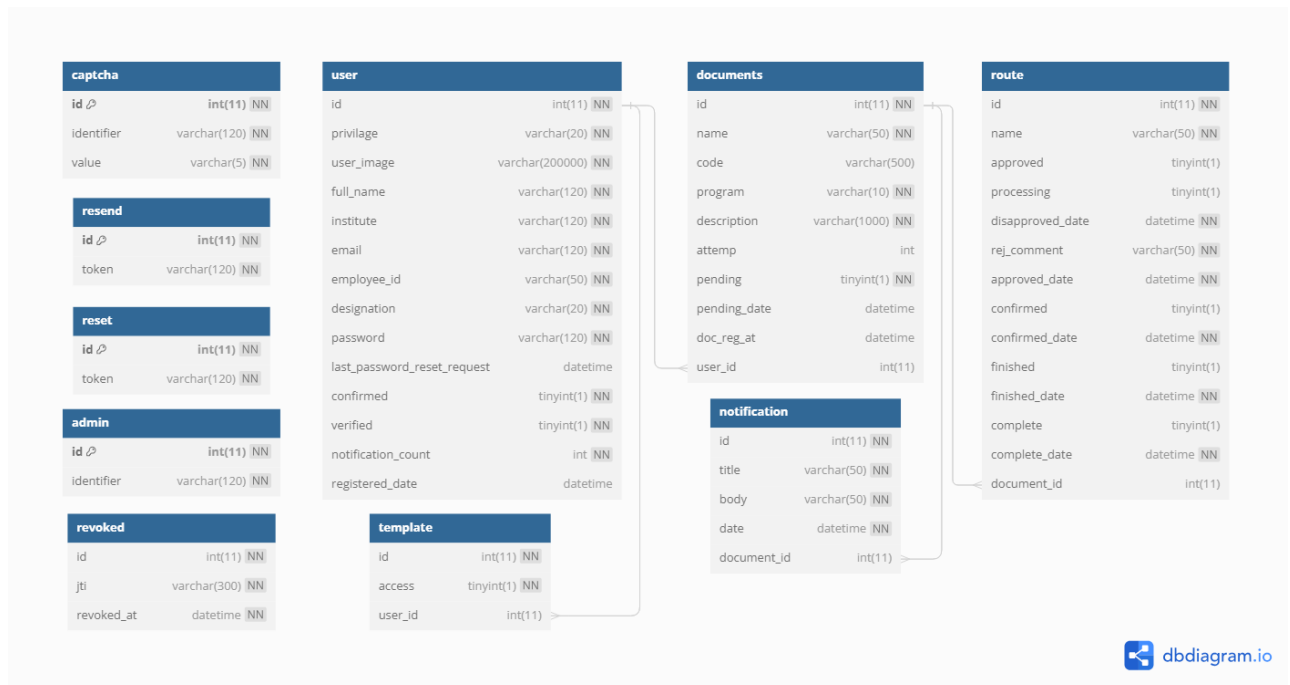 captcha
id int(11) NN
identifier varchar(120) NN
value varchar(5) NN
resend
id int(11) NN
token varchar(120) NN
reset
id int(11) NN
token varchar(120) NN
admin
id int(11) NN
identifier varchar(120) NN
revoked
id int(11) NN
jti varchar(300) NN
revoked_at datetime NN
user
id int(11) NN
privilage varchar(20) NN
user_image varchar(200000) NN
full_name varchar(120) NN
institute varchar(120) NN
email varchar(120) NN
employee_id varchar(50) NN
designation varchar(20) NN
password varchar(120) NN
last_password_reset_request datetime
confirmed tinyint(1) NN
verified tinyint(1) NN
notification_count int NN
registered_date datetime
template
id int(11) NN
access tinyint(1) NN
user_id int(11)
documents
id int(11) NN
name varchar(50) NN
code varchar(500)
program varchar(10) NN
description varchar(1000) NN
attemp int
pending tinyint(1) NN
pending_date datetime
doc_reg_at datetime
user_id int(11)
notification
id int(11) NN
title varchar(50) NN
body varchar(50) NN
date datetime NN
document_id int(11)
route
id int(11) NN
name varchar(50) NN
approved tinyint(1)
processing tinyint(1)
disapproved_date datetime NN
rej_comment varchar(50) NN
approved_date datetime NN
confirmed tinyint(1)
confirmed_date datetime NN
finished tinyint(1)
finished_date datetime NN
complete tinyint(1)
complete_date datetime NN
document_id int(11)
dbdiagram.io